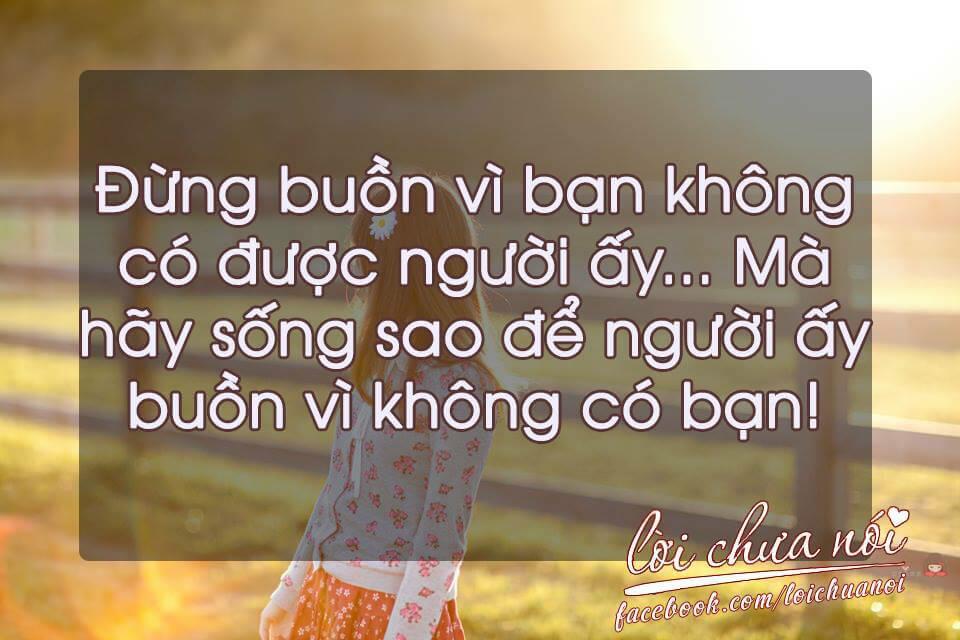 Đừng buồn vì bạn không
có được người ấy... Mà
hãy sống sao để người ấy
buồn vì không có bạn!
lời chưa nói
facebook.com/loichuanoi